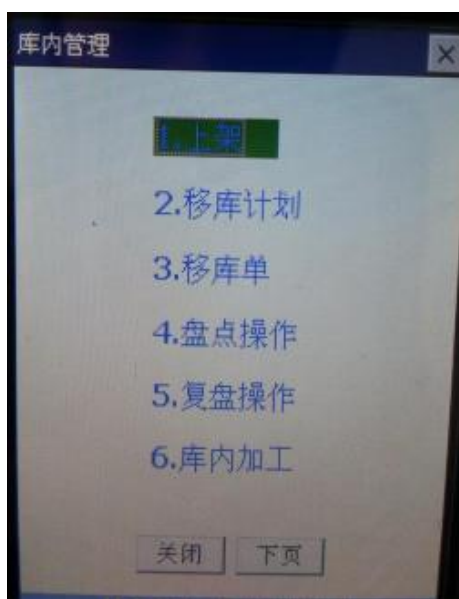 库内管理
1.上架
2.移库计划
3.移库单
4.盘点操作
5.复盘操作
6.库内加工
关闭 下页